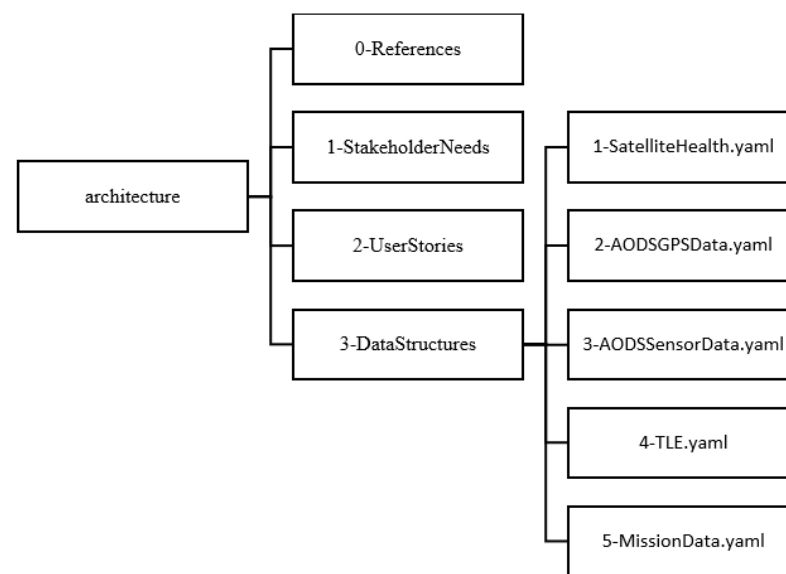 architecture
0-References
1-StakeholderNeeds
2-UserStories
3-DataStructures
1-SatelliteHealth.yaml
2-AODSGPSData.yaml
3-AODSSensorData.yaml
4-TLE.yaml
5-MissionData.yaml